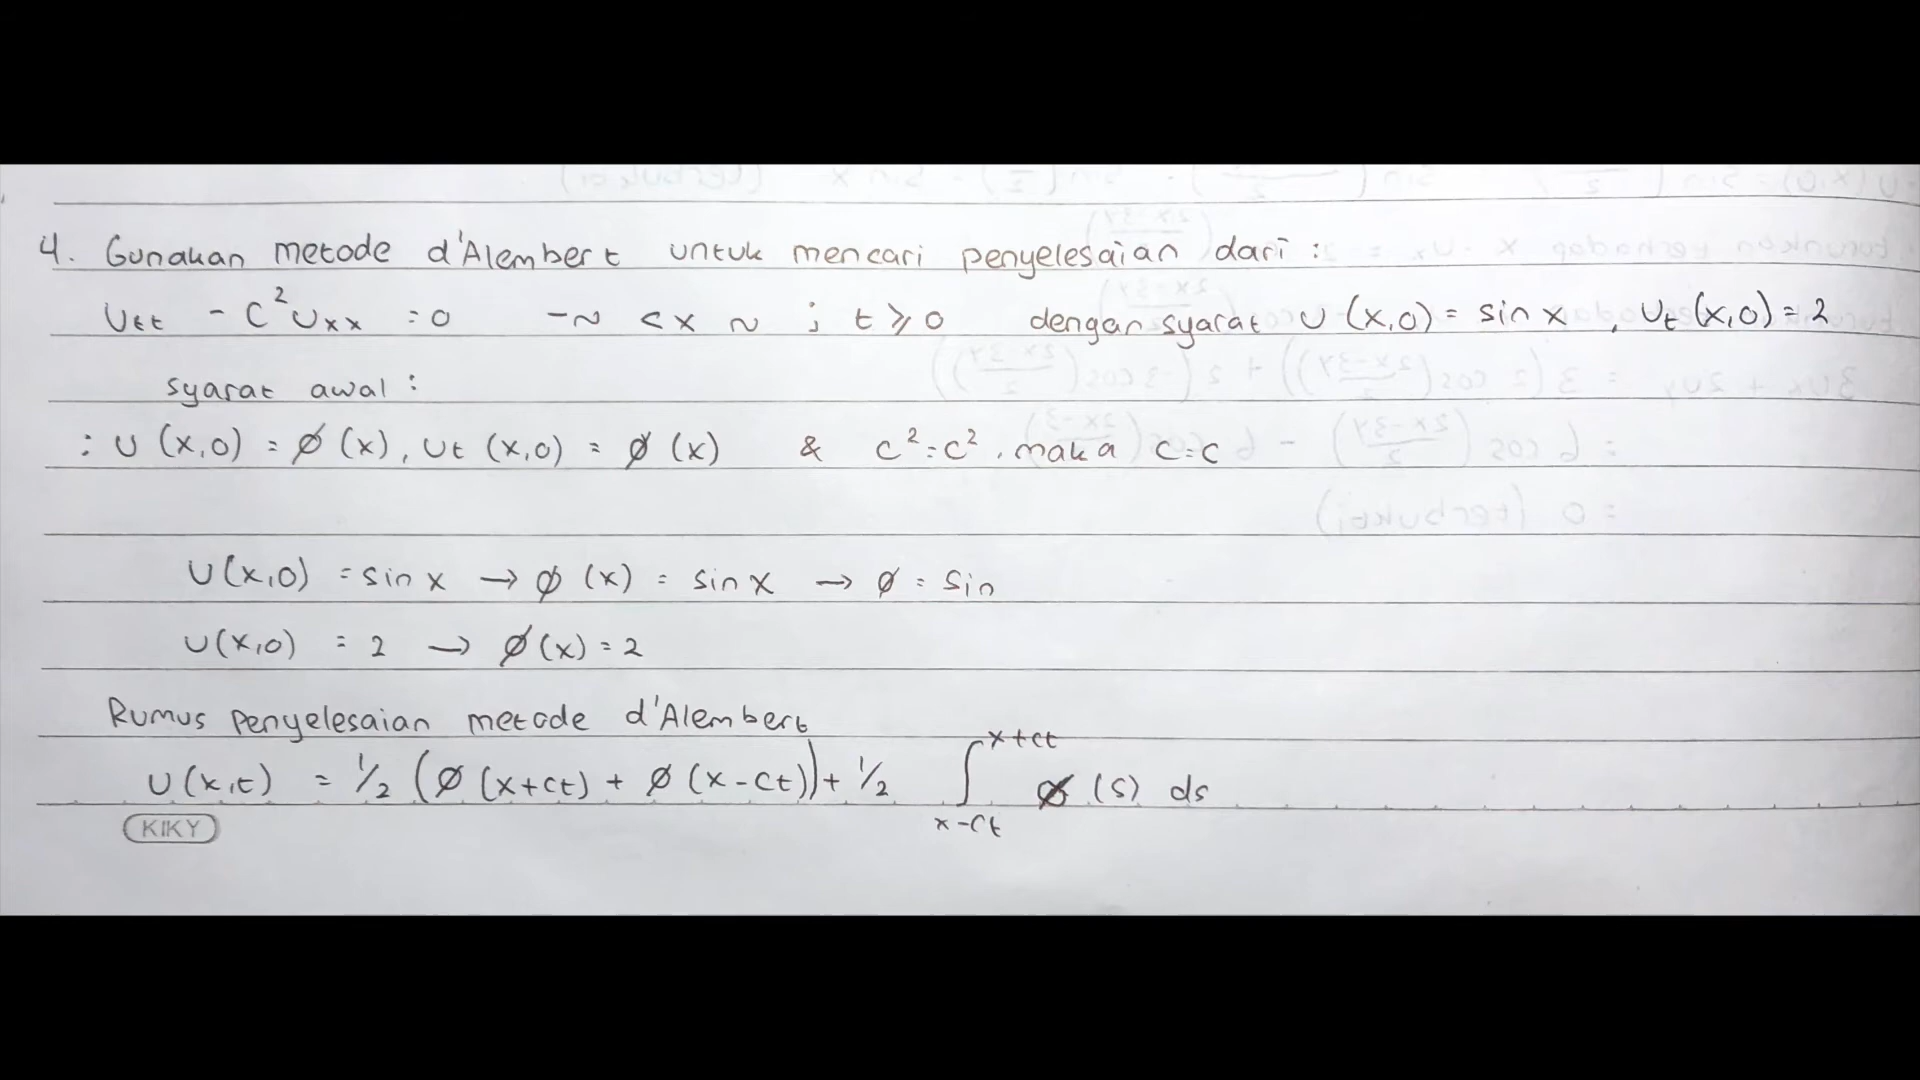 4. Gunakan metode d'Alembert untuk mencari penyelesaian dari :
Utt - C²Uxx = 0 -~ < x ~ ; t ≥ 0 dengan syarat U (x,0) = sin x , Ut (x,0) = 2
syarat awal :
: U (x,0) = ø (x), Ut (x,0) = ø (x) & c² = c², maka c = c
U(x,0) = sin x → ø (x) = sin x → ø = sin
U(x,0) = 2 → ø (x) = 2
Rumus penyelesaian metode d'Alembert
U(x,t) = 1/2 (ø (x+ct) + ø (x-ct)) + 1/2 ∫ x+ct x-ct ø (s) ds
KIKY